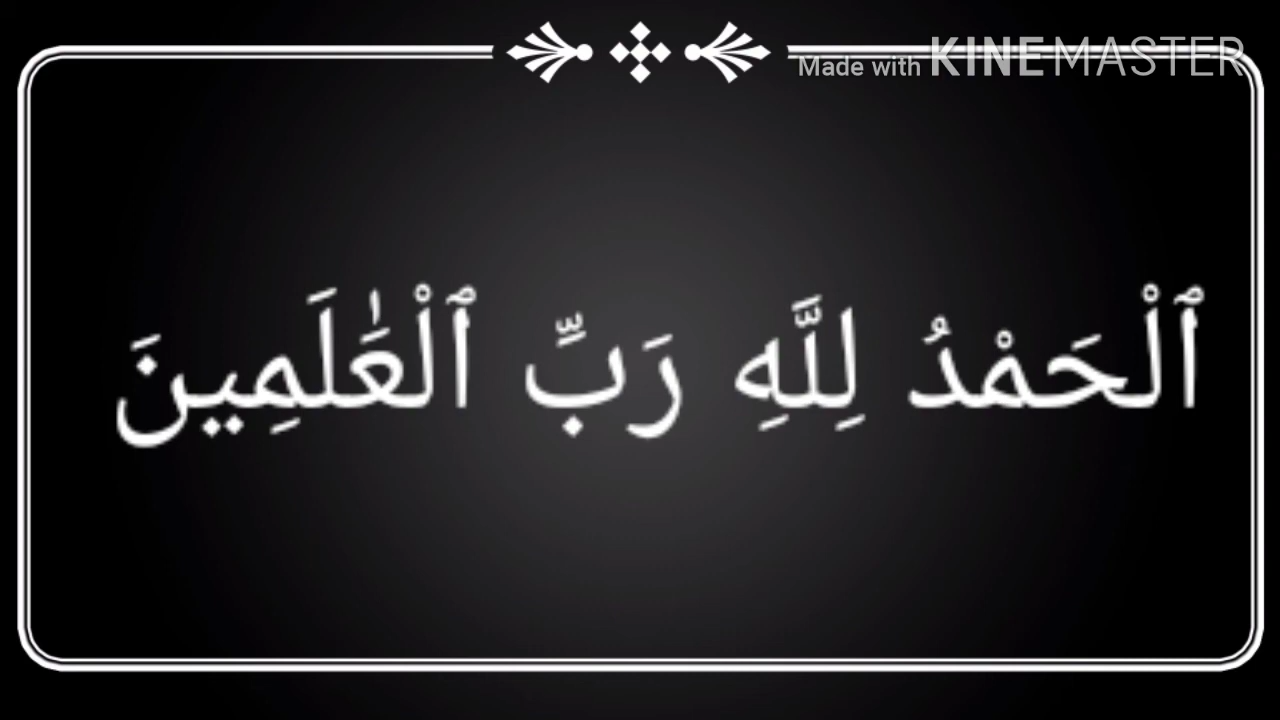 Made with KINEMASTER
ٱلْحَمْدُ لِلَّهِ رَبِّ ٱلْعَٰلَمِينَ